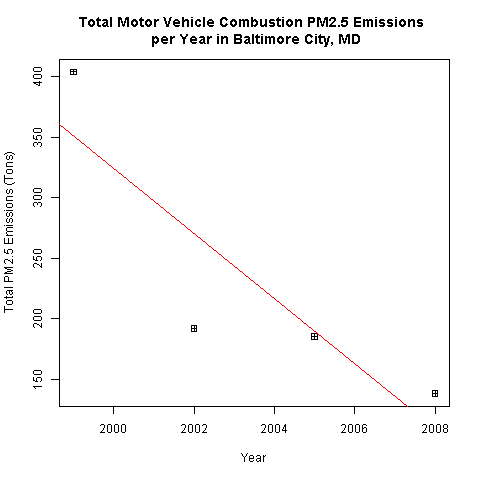 Total Motor Vehicle Combustion PM2.5 Emissions
per Year in Baltimore City, MD
Total PM2.5 Emissions (Tons)
400
350
300
250
200
150
2000
2002
2004
2006
2008
Year